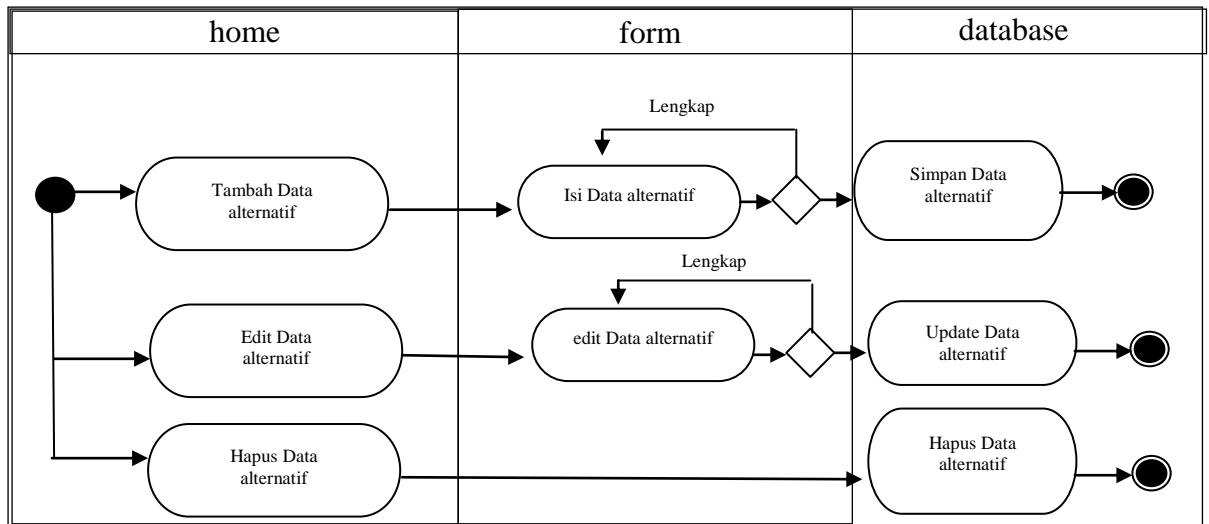 home
form
database
Lengkap
Tambah Data
alternatif
Isi Data alternatif
Simpan Data
alternatif
Lengkap
Edit Data
alternatif
edit Data alternatif
Update Data
alternatif
Hapus Data
alternatif
Hapus Data
alternatif